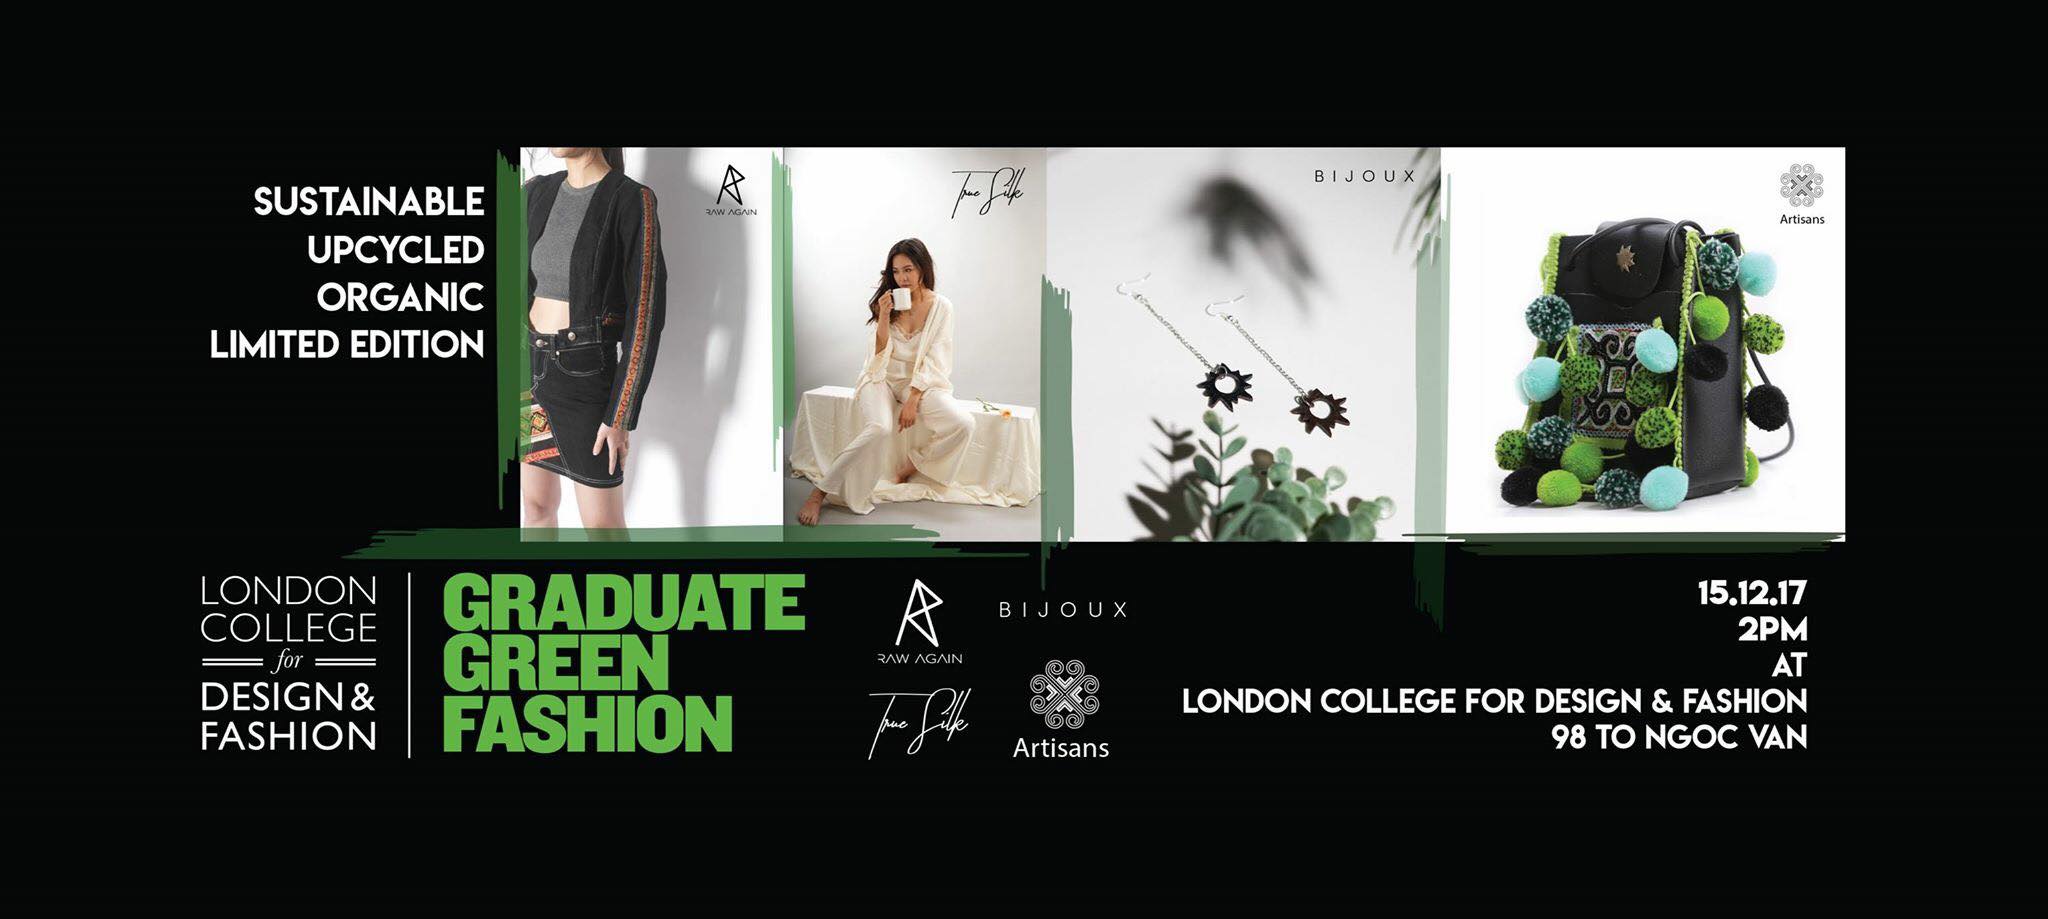 SUSTAINABLE
UPCYCLED
ORGANIC
LIMITED EDITION
RAW AGAIN
True Silk
BIJOUX
Artisans
LONDON
COLLEGE
for
DESIGN &
FASHION
GRADUATE
GREEN
FASHION
RAW AGAIN
BIJOUX
True Silk
Artisans
15.12.17
2PM
AT
LONDON COLLEGE FOR DESIGN & FASHION
98 TO NGOC VAN